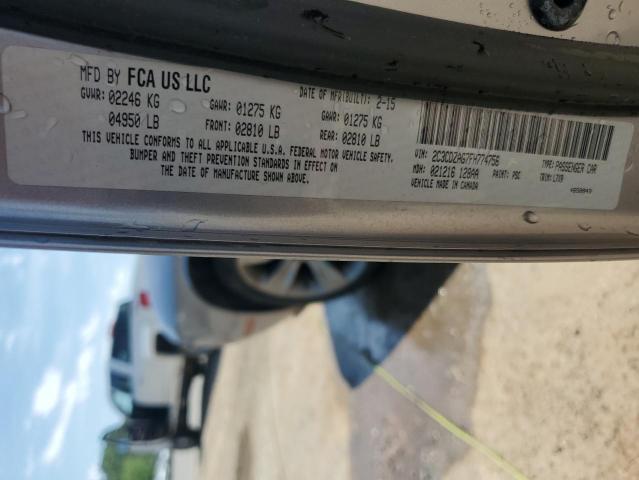 MFD BY FCA US LLC
DATE OF MFR(BUILT): 2-15
GVWR: 02246 KG
GAWR: 01275 KG
GAWR: 01275 KG
04950 LB
FRONT: 02810 LB
REAR: 02810 LB
THIS VEHICLE CONFORMS TO ALL APPLICABLE U.S.A. FEDERAL MOTOR VEHICLE SAFETY,
BUMPER AND THEFT PREVENTION STANDARDS IN EFFECT ON
THE DATE OF MANUFACTURE SHOWN ABOVE.
VIN: 2C3CDZAG7FH774756
TYPE: PASSENGER CAR
MDH: 021216 128AA
PAINT: PSC
TRIM: L7X9
VEHICLE MADE IN CANADA